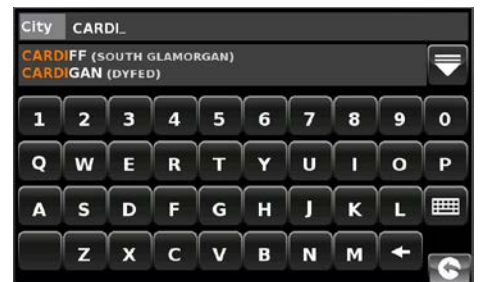 City CARDI_
CARDIFF (SOUTH GLAMORGAN)
CARDIGAN (DYFED)
1 2 3 4 5 6 7 8 9 0
Q W E R T Y U I O P
A S D F G H J K L
Z X C V B N M